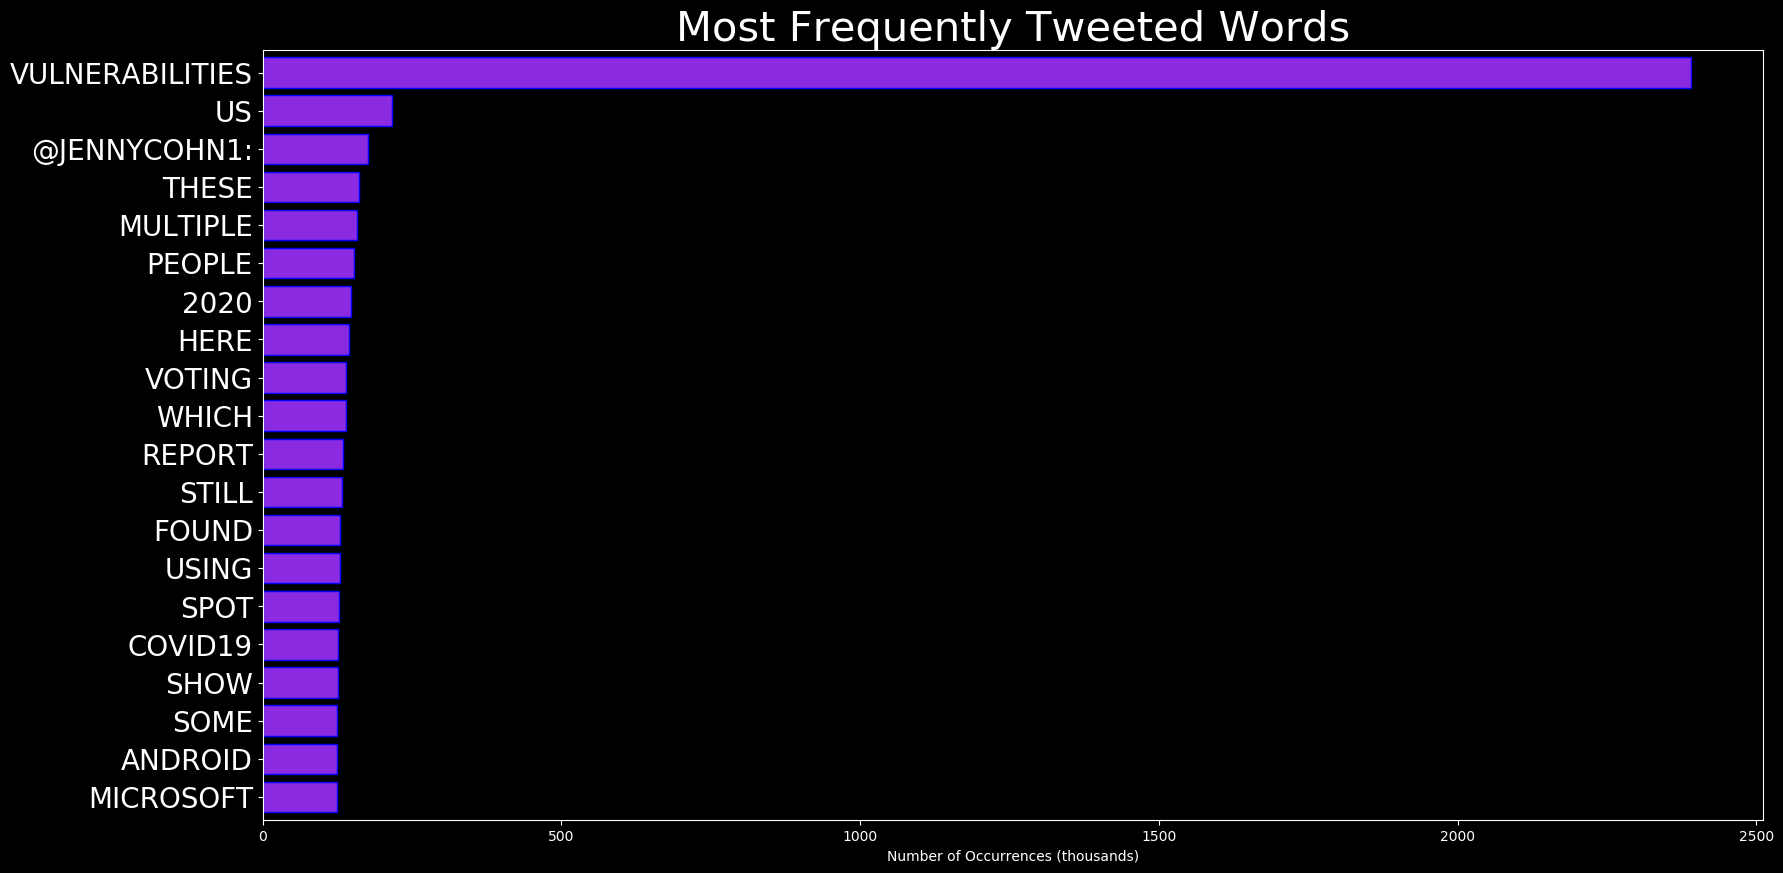 Most Frequently Tweeted Words
VULNERABILITIES
US
@JENNYCOHN1:
THESE
MULTIPLE
PEOPLE
2020
HERE
VOTING
WHICH
REPORT
STILL
FOUND
USING
SPOT
COVID19
SHOW
SOME
ANDROID
MICROSOFT
0 500 1000 1500 2000 2500
Number of Occurrences (thousands)